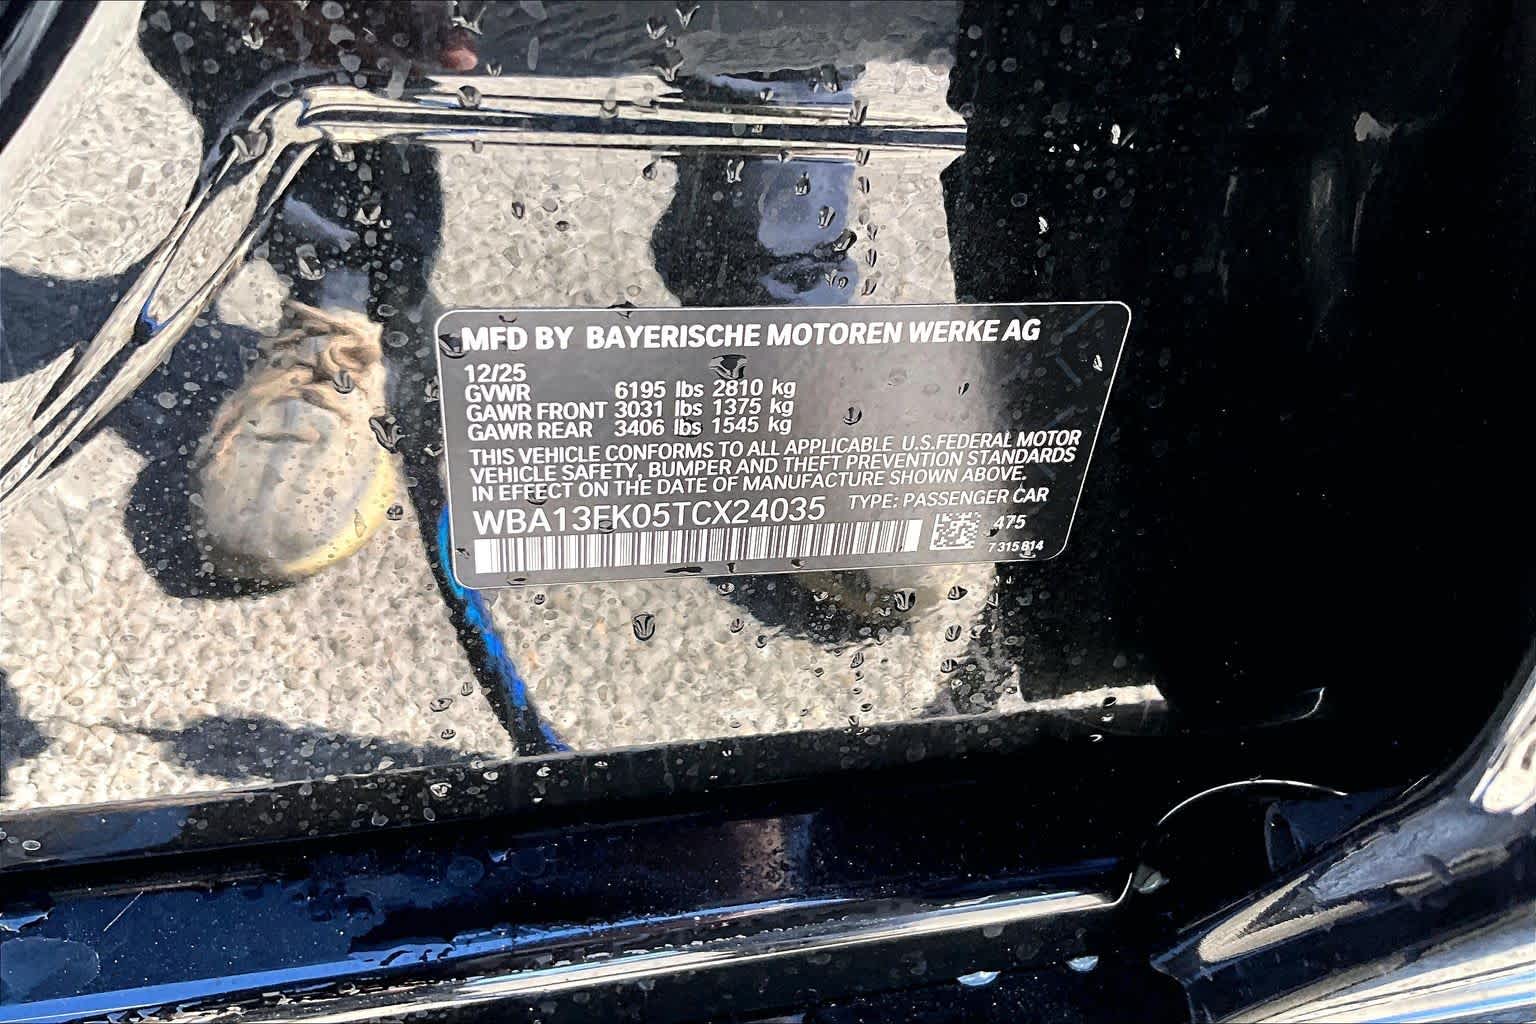 MFD BY BAYERISCHE MOTOREN WERKE AG
12/25
GVWR 6195 lbs 2810 kg
GAWR FRONT 3031 lbs 1375 kg
GAWR REAR 3406 lbs 1545 kg
THIS VEHICLE CONFORMS TO ALL APPLICABLE U.S.FEDERAL MOTOR
VEHICLE SAFETY, BUMPER AND THEFT PREVENTION STANDARDS
IN EFFECT ON THE DATE OF MANUFACTURE SHOWN ABOVE.
WBA13EK05TCX24035 TYPE: PASSENGER CAR
475
7 315 814